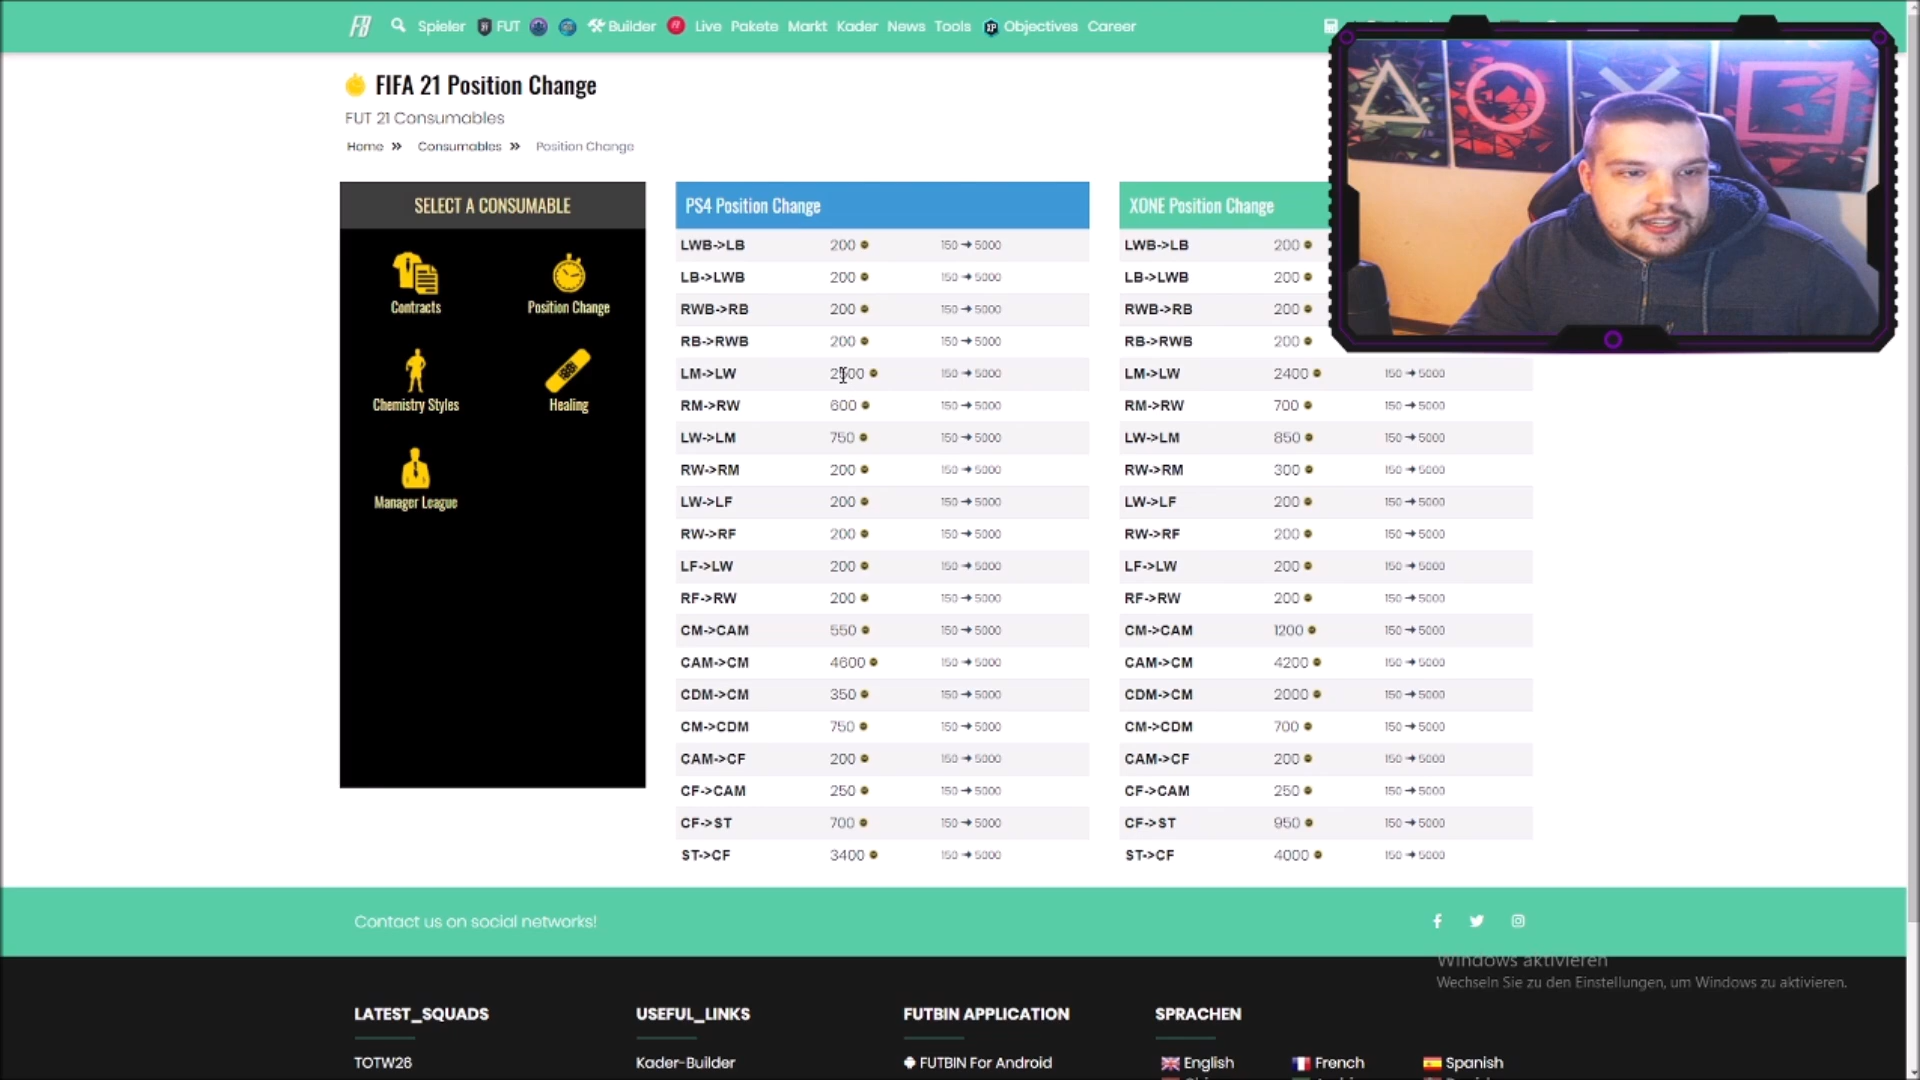 FB Spieler FUT Builder Live Pakete Markt Kader News Tools Objectives Career
FIFA 21 Position Change
FUT 21 Consumables
Home » Consumables » Position Change
SELECT A CONSUMABLE
Contracts Position Change
Chemistry Styles Healing
Manager League
PS4 Position Change
LWB->LB 200 150 → 5000
LB->LWB 200 150 → 5000
RWB->RB 200 150 → 5000
RB->RWB 200 150 → 5000
LM->LW 150 → 5000
RM->RW 600 150 → 5000
LW->LM 750 150 → 5000
RW->RM 200 150 → 5000
LW->LF 200 150 → 5000
RW->RF 200 150 → 5000
LF->LW 200 150 → 5000
RF->RW 200 150 → 5000
CM->CAM 550 150 → 5000
CAM->CM 4600 150 → 5000
CDM->CM 350 150 → 5000
CM->CDM 750 150 → 5000
CAM->CF 200 150 → 5000
CF->CAM 250 150 → 5000
CF->ST 700 150 → 5000
ST->CF 3400 150 → 5000
XONE Position Change
LWB->LB 200
LB->LWB 200
RWB->RB 200
RB->RWB 200
LM->LW 2400 150 → 5000
RM->RW 700 150 → 5000
LW->LM 850 150 → 5000
RW->RM 300 150 → 5000
LW->LF 200 150 → 5000
RW->RF 200 150 → 5000
LF->LW 200 150 → 5000
RF->RW 200 150 → 5000
CM->CAM 1200 150 → 5000
CAM->CM 4200 150 → 5000
CDM->CM 2000 150 → 5000
CM->CDM 700 150 → 5000
CAM->CF 200 150 → 5000
CF->CAM 250 150 → 5000
CF->ST 950 150 → 5000
ST->CF 4000 150 → 5000
Contact us on social networks!
Windows aktivieren
Wechseln Sie zu den Einstellungen, um Windows zu aktivieren.
LATEST_SQUADS USEFUL_LINKS FUTBIN APPLICATION SPRACHEN
TOTW26 Kader-Builder FUTBIN For Android English French Spanish